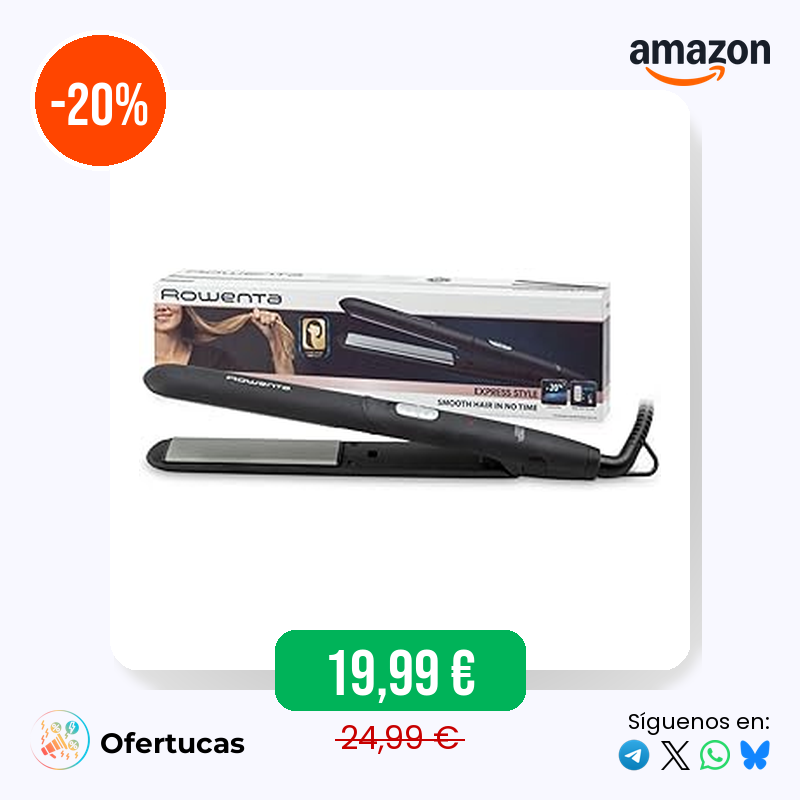 -20%
amazon
Rowenta
EXPRESS STYLE
SMOOTH HAIR IN NO TIME
Rowenta
19,99 €
24,99 €
Ofertucas
Síguenos en: